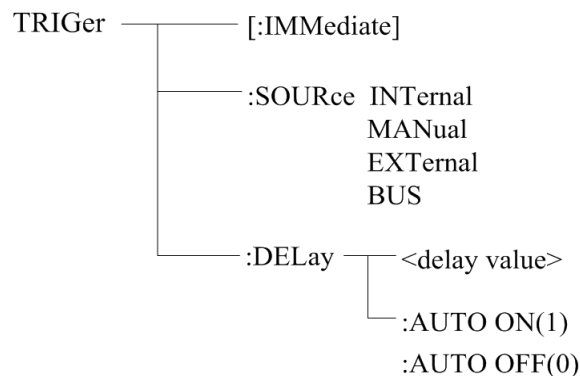 TRIGer [:IMMediate]
:SOURce INTernal
MANual
EXTernal
BUS
:DELay <delay value>
:AUTO ON(1)
:AUTO OFF(0)